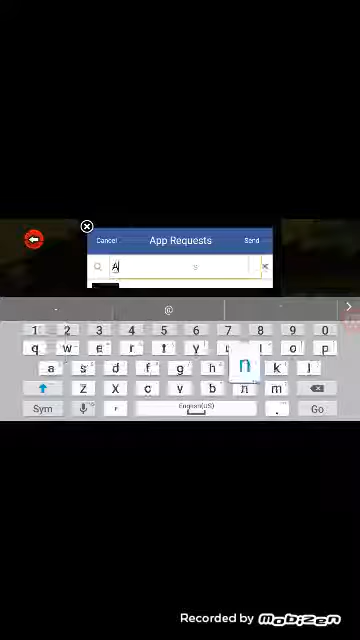 Cancel App Requests Send
A
@
1 2 3 4 5 6 7 8 9 0
q w e r t y u i o p
n
a s d f g h k l
z x c v b n m
English(US)
Sym , . Go
Recorded by MOBIZEN